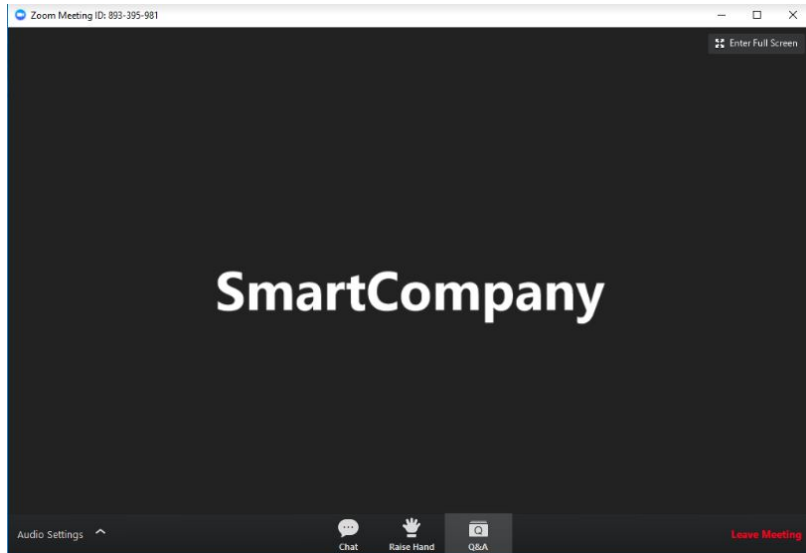 Zoom Meeting ID: 893-395-981
Enter Full Screen
SmartCompany
Audio Settings
Chat
Raise Hand
Q
Q&A
Leave Meeting